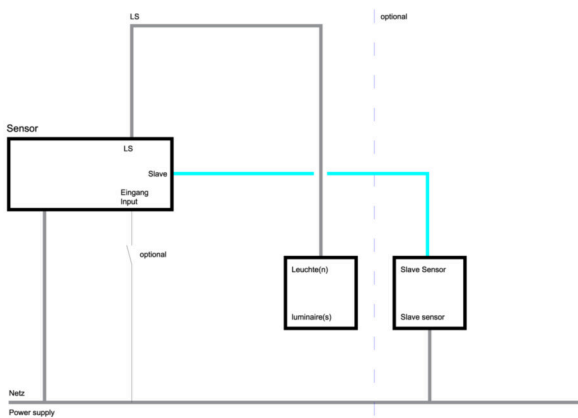 LS
optional
Sensor
LS
Slave
Eingang
Input
optional
Leuchte(n)
luminaire(s)
Slave Sensor
Slave sensor
Netz
Power supply